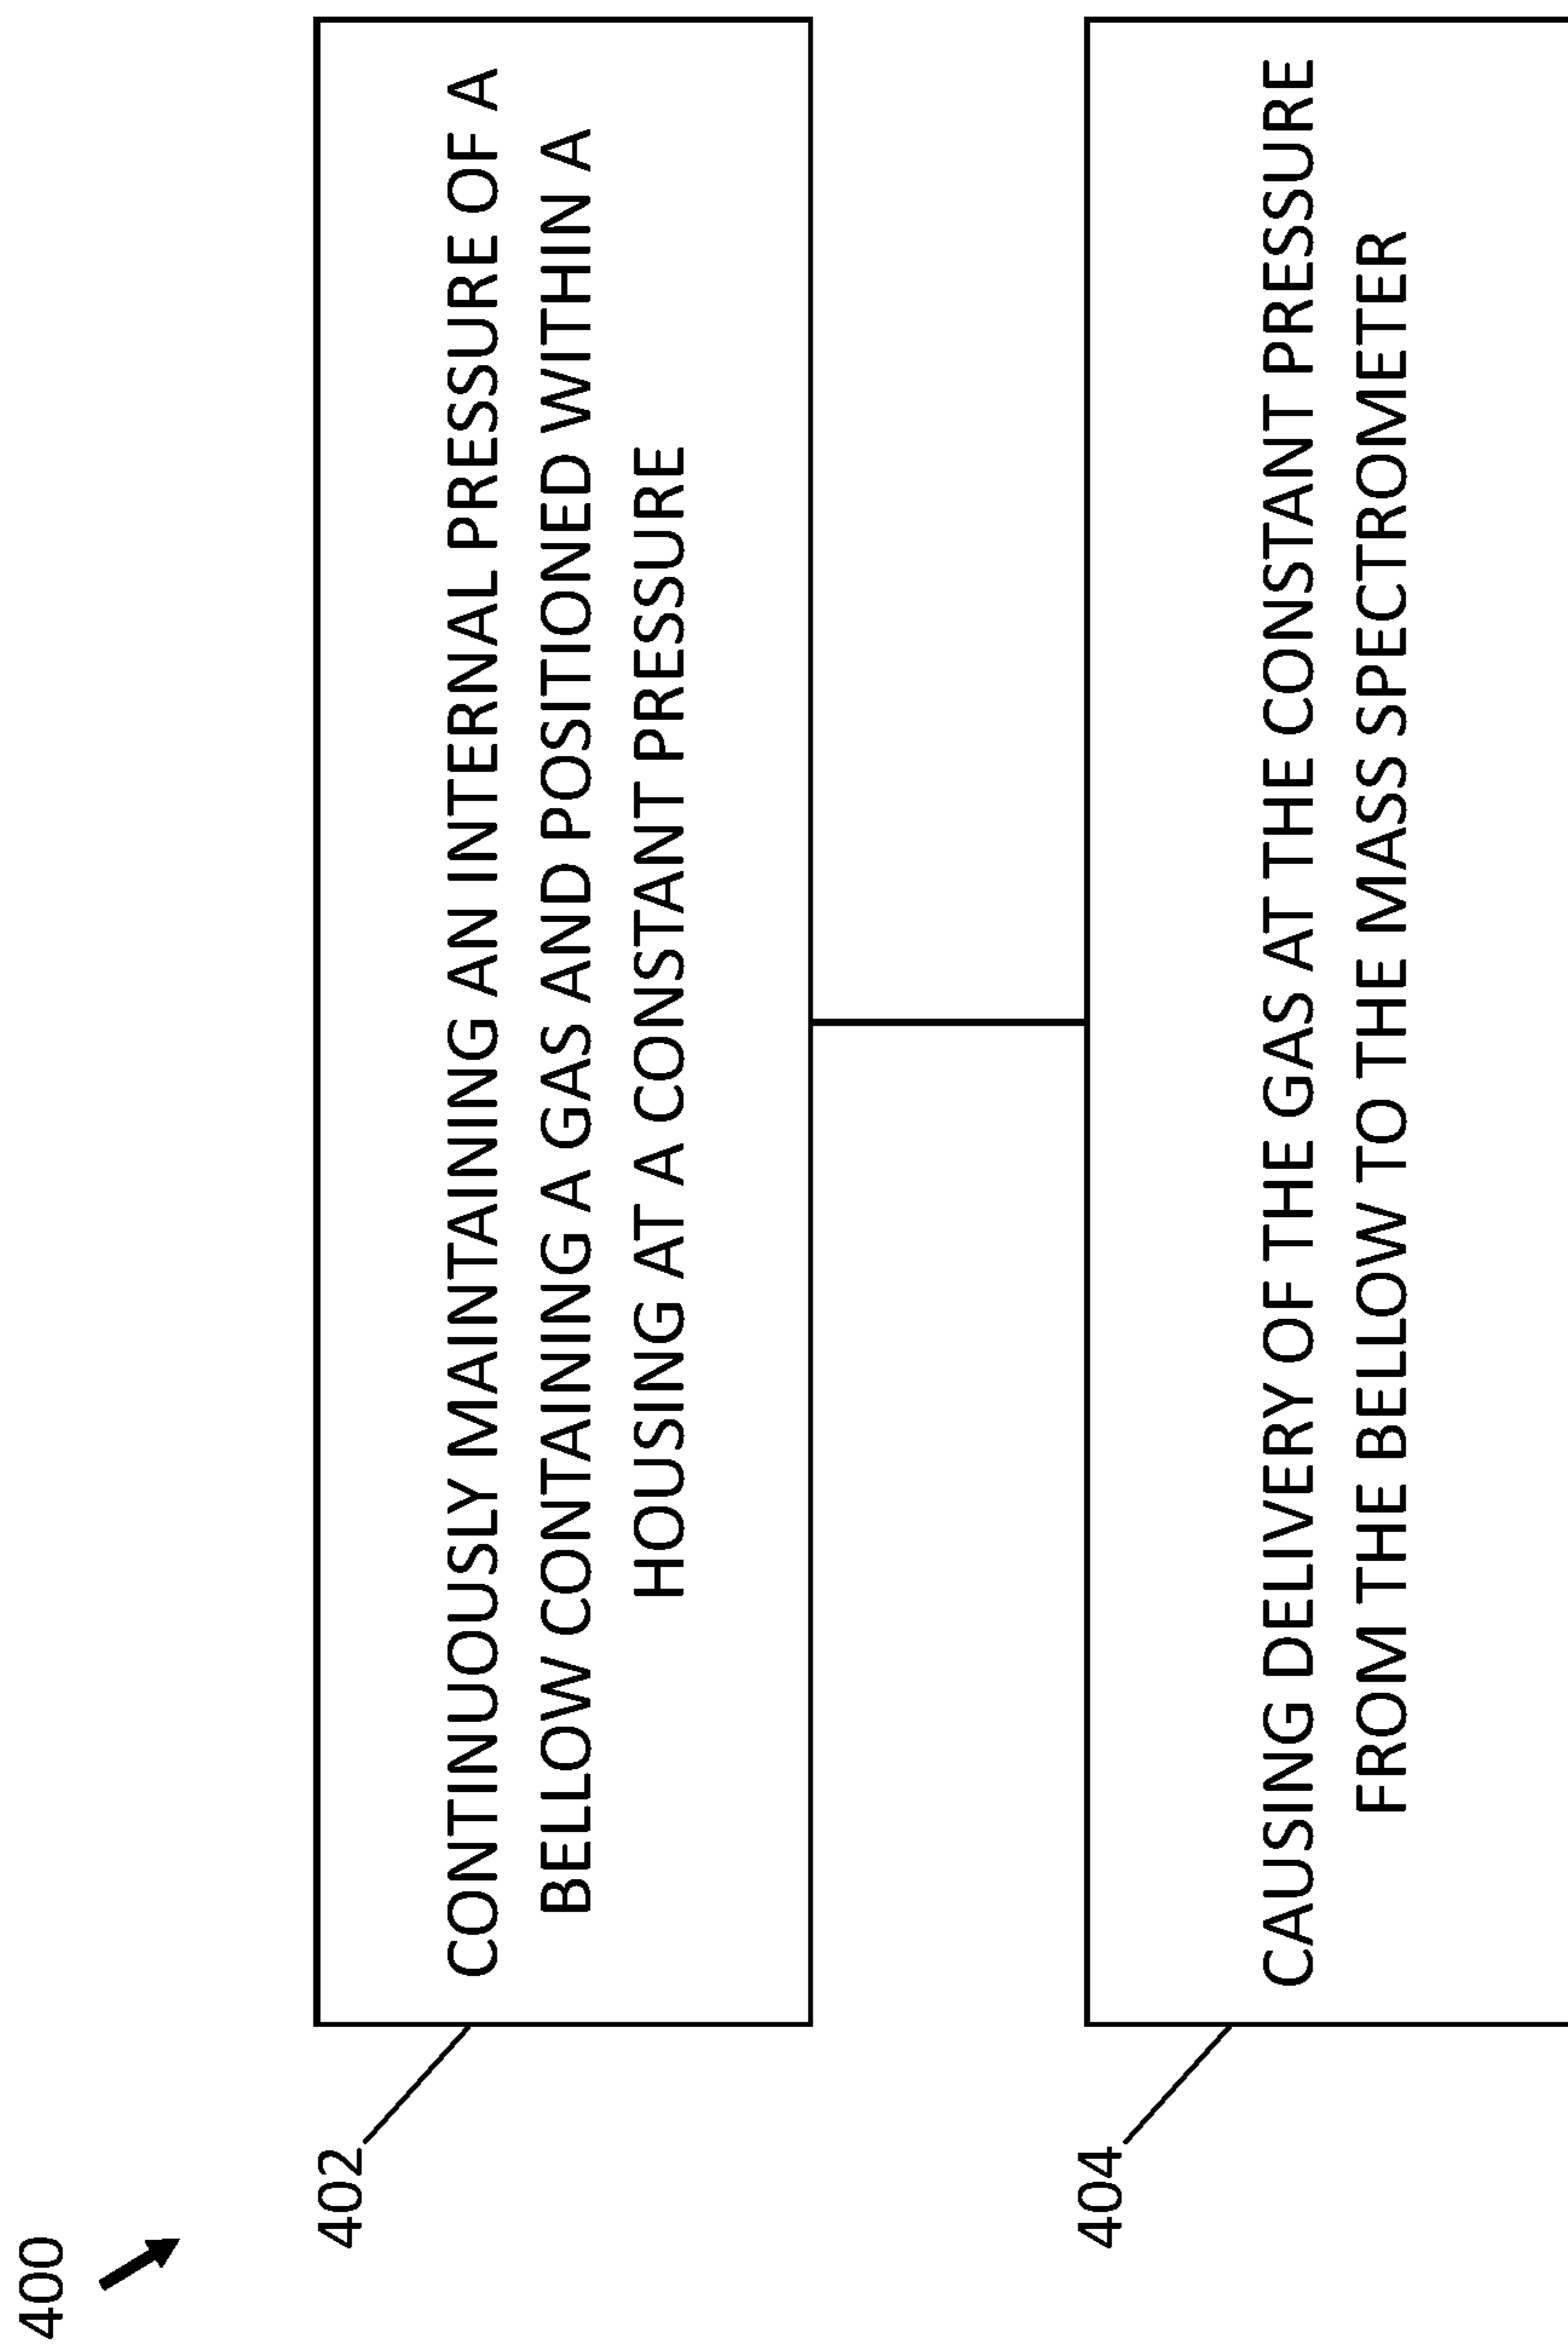 400
402
CONTINUOUSLY MAINTAINING AN INTERNAL PRESSURE OF A
BELLOW CONTAINING A GAS AND POSITIONED WITHIN A
HOUSING AT A CONSTANT PRESSURE
404
CAUSING DELIVERY OF THE GAS AT THE CONSTANT PRESSURE
FROM THE BELLOW TO THE MASS SPECTROMETER